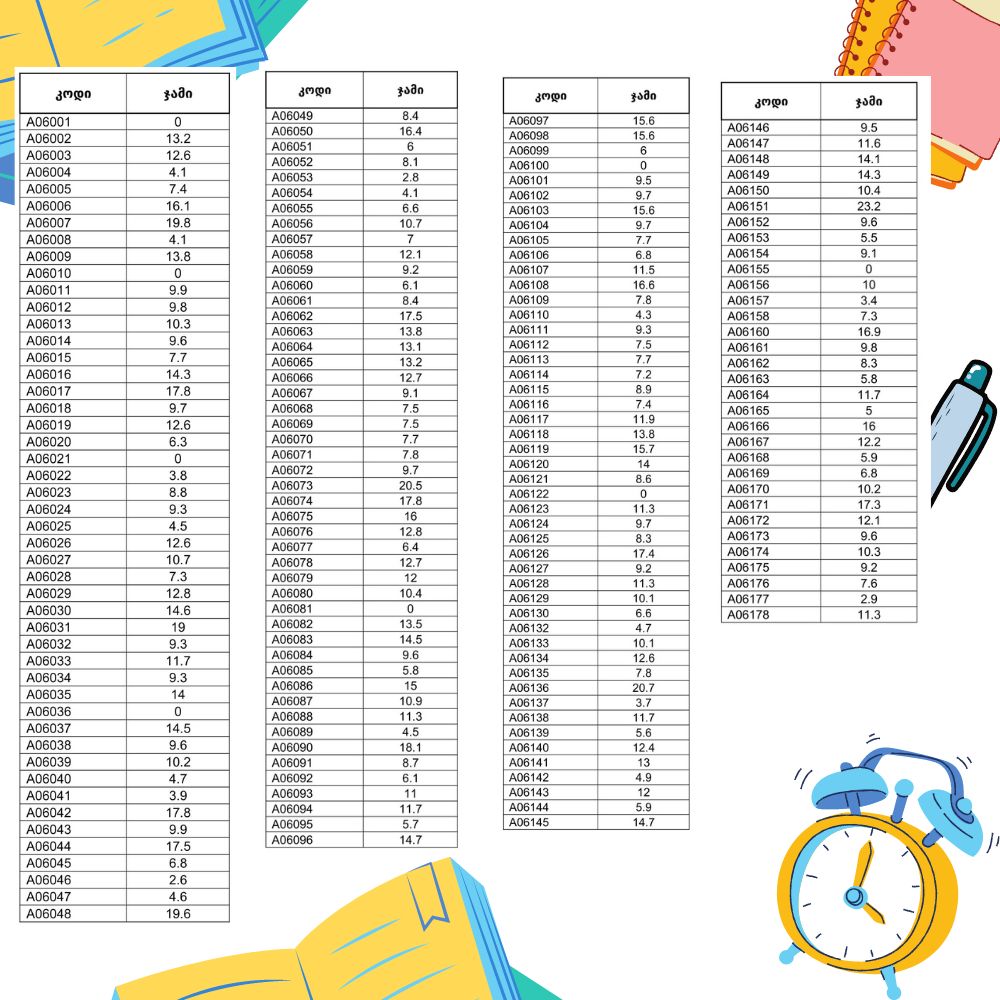 კოდი ჯამი
A06001 0
A06002 13.2
A06003 12.6
A06004 4.1
A06005 7.4
A06006 16.1
A06007 19.8
A06008 4.1
A06009 13.8
A06010 0
A06011 9.9
A06012 9.8
A06013 10.3
A06014 9.6
A06015 7.7
A06016 14.3
A06017 17.8
A06018 9.7
A06019 12.6
A06020 6.3
A06021 0
A06022 3.8
A06023 8.8
A06024 9.3
A06025 4.5
A06026 12.6
A06027 10.7
A06028 7.3
A06029 12.8
A06030 14.6
A06031 19
A06032 9.3
A06033 11.7
A06034 9.3
A06035 14
A06036 0
A06037 14.5
A06038 9.6
A06039 10.2
A06040 4.7
A06041 3.9
A06042 17.8
A06043 9.9
A06044 17.5
A06045 6.8
A06046 2.6
A06047 4.6
A06048 19.6
კოდი ჯამი
A06049 8.4
A06050 16.4
A06051 6
A06052 8.1
A06053 2.8
A06054 4.1
A06055 6.6
A06056 10.7
A06057 7
A06058 12.1
A06059 9.2
A06060 6.1
A06061 8.4
A06062 17.5
A06063 13.8
A06064 13.1
A06065 13.2
A06066 12.7
A06067 9.1
A06068 7.5
A06069 7.5
A06070 7.7
A06071 7.8
A06072 9.7
A06073 20.5
A06074 17.8
A06075 16
A06076 12.8
A06077 6.4
A06078 12.7
A06079 12
A06080 10.4
A06081 0
A06082 13.5
A06083 14.5
A06084 9.6
A06085 5.8
A06086 15
A06087 10.9
A06088 11.3
A06089 4.5
A06090 18.1
A06091 8.7
A06092 6.1
A06093 11
A06094 11.7
A06095 5.7
A06096 14.7
კოდი ჯამი
A06097 15.6
A06098 15.6
A06099 6
A06100 0
A06101 9.5
A06102 9.7
A06103 15.6
A06104 9.7
A06105 7.7
A06106 6.8
A06107 11.5
A06108 16.6
A06109 7.8
A06110 4.3
A06111 9.3
A06112 7.5
A06113 7.7
A06114 7.2
A06115 8.9
A06116 7.4
A06117 11.9
A06118 13.8
A06119 15.7
A06120 14
A06121 8.6
A06122 0
A06123 11.3
A06124 9.7
A06125 8.3
A06126 17.4
A06127 9.2
A06128 11.3
A06129 10.1
A06130 6.6
A06132 4.7
A06133 10.1
A06134 12.6
A06135 7.8
A06136 20.7
A06137 3.7
A06138 11.7
A06139 5.6
A06140 12.4
A06141 13
A06142 4.9
A06143 12
A06144 5.9
A06145 14.7
კოდი ჯამი
A06146 9.5
A06147 11.6
A06148 14.1
A06149 14.3
A06150 10.4
A06151 23.2
A06152 9.6
A06153 5.5
A06154 9.1
A06155 0
A06156 10
A06157 3.4
A06158 7.3
A06160 16.9
A06161 9.8
A06162 8.3
A06163 5.8
A06164 11.7
A06165 5
A06166 16
A06167 12.2
A06168 5.9
A06169 6.8
A06170 10.2
A06171 17.3
A06172 12.1
A06173 9.6
A06174 10.3
A06175 9.2
A06176 7.6
A06177 2.9
A06178 11.3